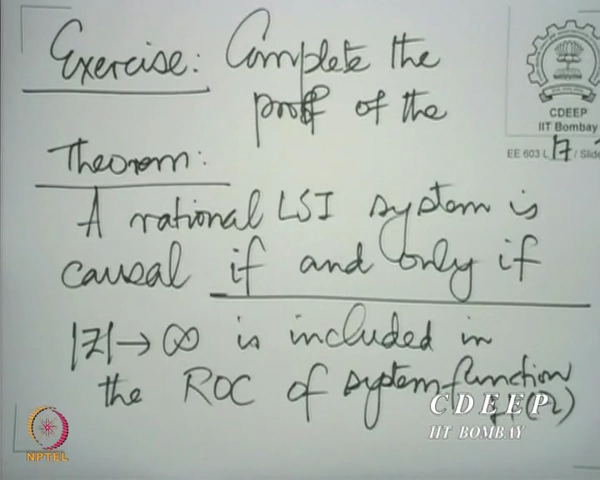 Exercise: Complete the
proof of the
CDEEP
IIT Bombay
EE 603 L 17 / Slide
Theorem:
A rational LSI system is
causal if and only if
|Z| → ∞ is included in
the ROC of system function
H(Z)
CDEEP
IIT BOMBAY
NPTEL